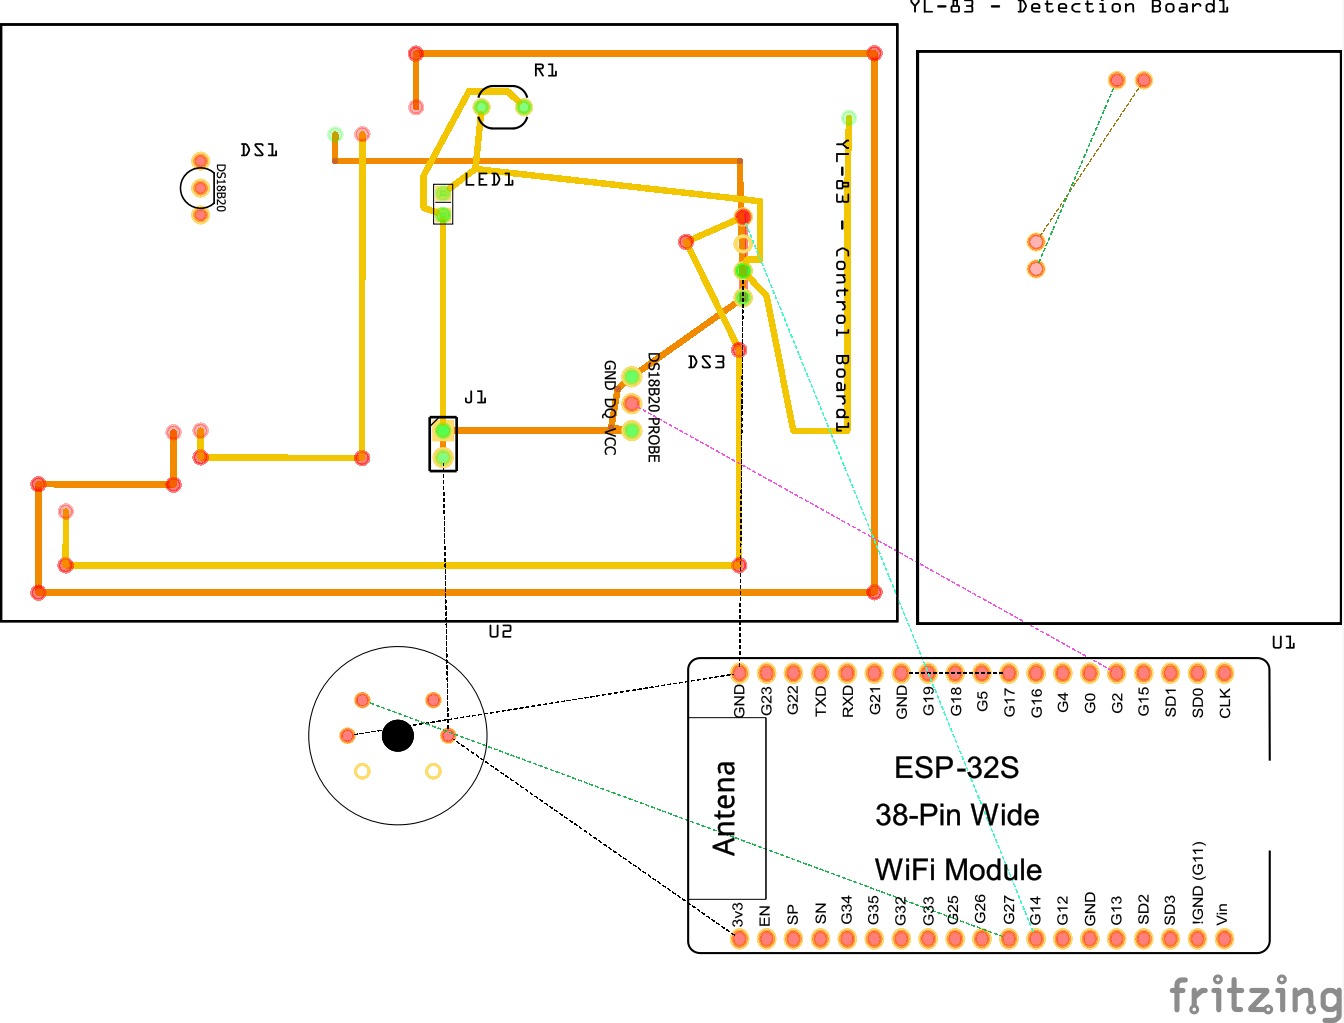 YL-83 - Detection Board1
R1
DS1
DS18B20
LED1
YL-83 - Control Board1
DS3
GND DQ VCC
DS18B20 PROBE
J1
U2
U1
GND
G23
G22
TXD
RXD
G21
GND
G19
G18
G5
G17
G16
G4
G0
G2
G15
SD1
SD0
CLK
Antena
ESP-32S
38-Pin Wide
WiFi Module
3v3
EN
SP
SN
G34
G35
G32
G33
G25
G26
G27
G14
G12
GND
G13
SD2
SD3
!GND (G11)
Vin
fritzing